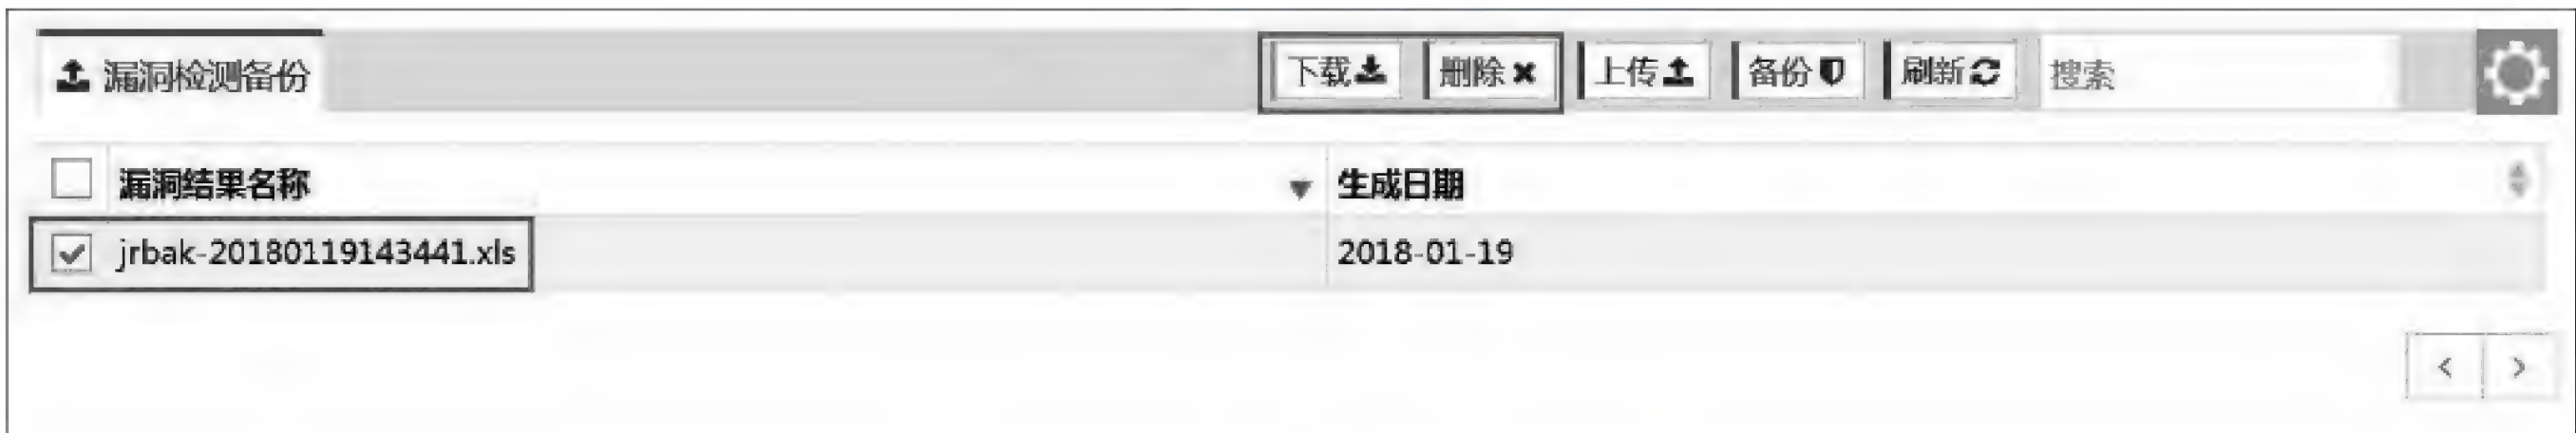 漏洞检测备份 下载 删除 上传 备份 刷新 搜索
漏洞结果名称 生成日期
jrbak-20180119143441.xls 2018-01-19